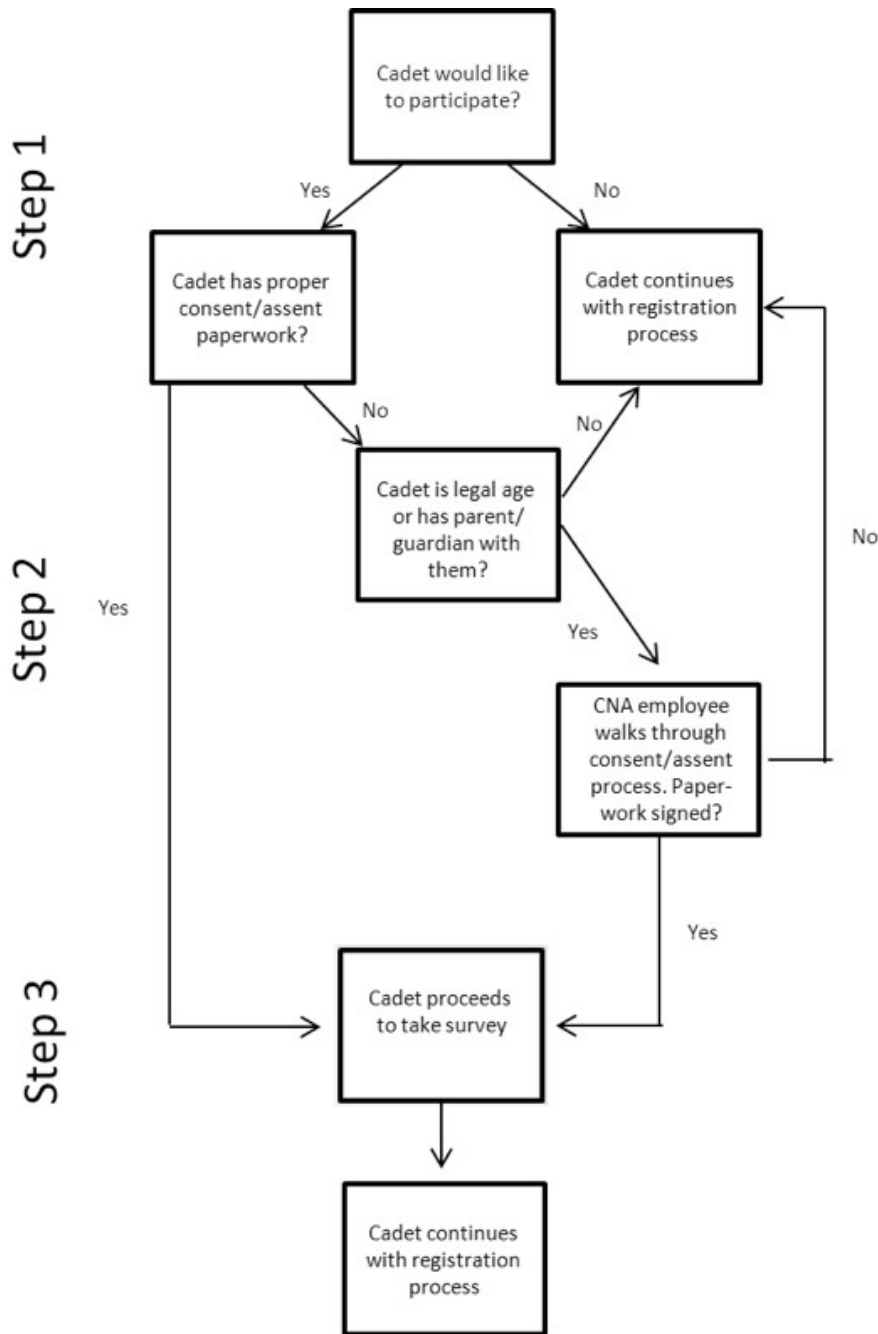 Cadet would like
to participate?
Step 1
Yes
No
Cadet has proper
consent/assent
paperwork?
Cadet continues
with registration
process
No
No
Cadet is legal age
or has parent/
guardian with
them?
Step 2
Yes
Yes
No
CNA employee
walks through
consent/assent
process. Paper-
work signed?
Yes
Step 3
Cadet proceeds
to take survey
Cadet continues
with registration
process